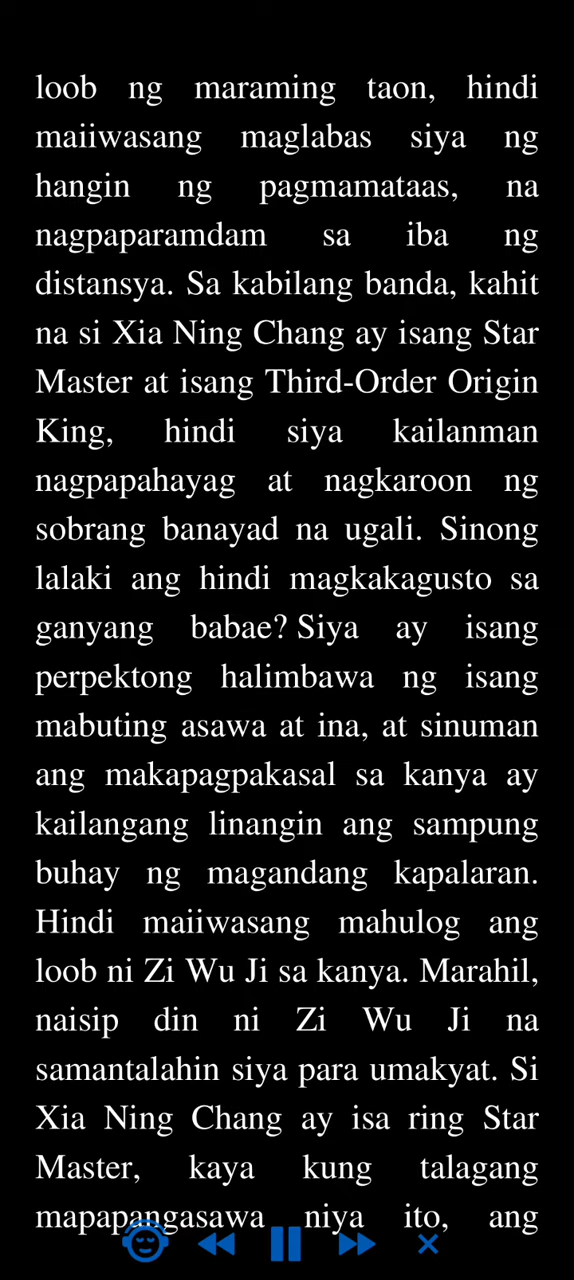 loob ng maraming taon, hindi
maiiwasang maglabas siya ng
hangin ng pagmamataas, na
nagpaparamdam sa iba ng
distansya. Sa kabilang banda, kahit
na si Xia Ning Chang ay isang Star
Master at isang Third-Order Origin
King, hindi siya kailanman
nagpapahayag at nagkaroon ng
sobrang banayad na ugali. Sinong
lalaki ang hindi magkakagusto sa
ganyang babae? Siya ay isang
perpektong halimbawa ng isang
mabuting asawa at ina, at sinuman
ang makapagpakasal sa kanya ay
kailangang linangin ang sampung
buhay ng magandang kapalaran.
Hindi maiiwasang mahulog ang
loob ni Zi Wu Ji sa kanya. Marahil,
naisip din ni Zi Wu Ji na
samantalahin siya para umakyat. Si
Xia Ning Chang ay isa ring Star
Master, kaya kung talagang
mapapangasawa niya ito, ang